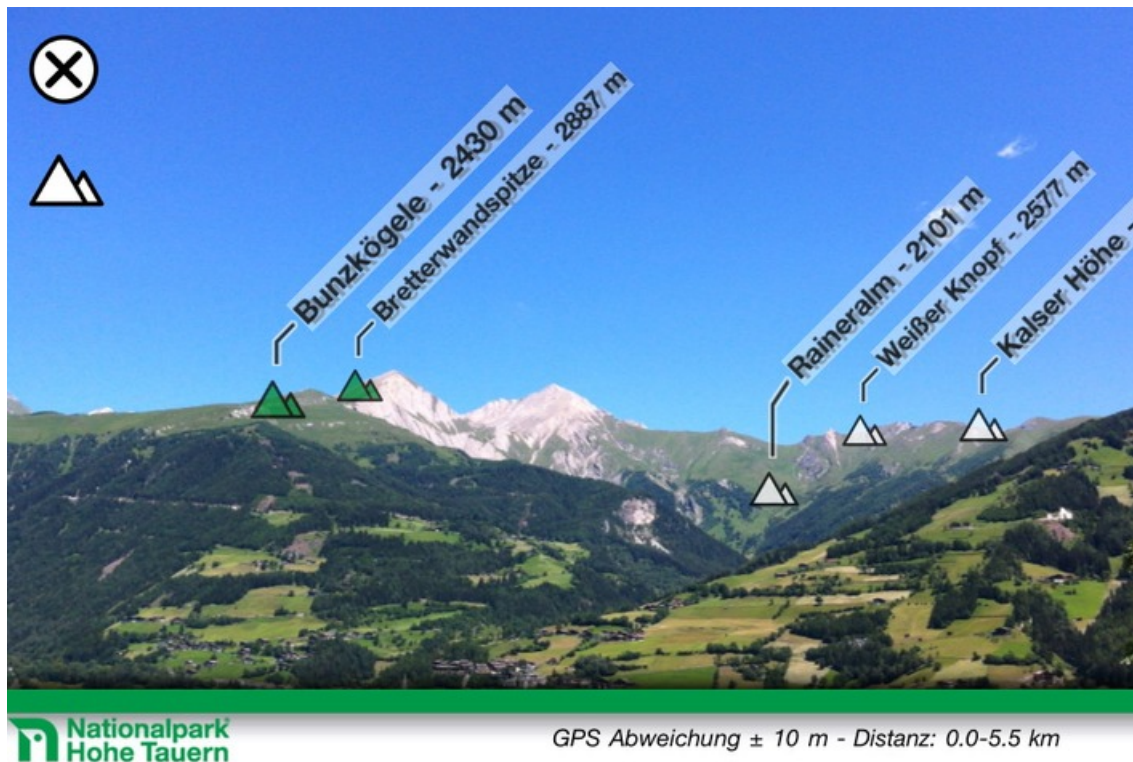 Bunzkögele - 2430 m
Bretterwandspitze - 2887 m
Raineralm - 2101 m
Weißer Knopf - 2577 m
Kalser Höhe -
Nationalpark
Hohe Tauern
GPS Abweichung ± 10 m - Distanz: 0.0-5.5 km